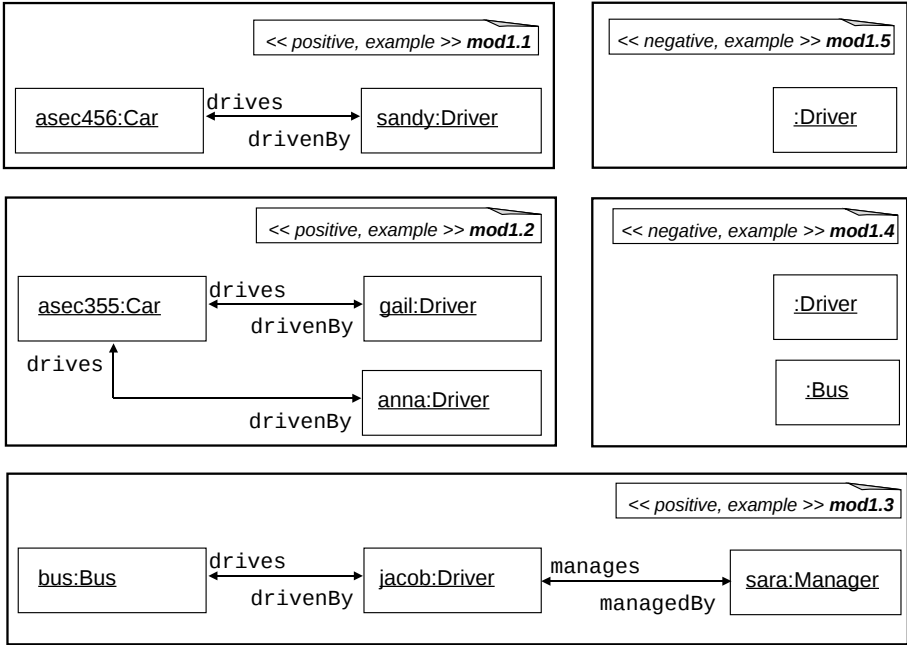 << positive, example >> mod1.1
asec456:Car
drives
drivenBy
sandy:Driver
<< negative, example >> mod1.5
:Driver
<< positive, example >> mod1.2
asec355:Car
drives
drivenBy
gail:Driver
drives
drivenBy
anna:Driver
<< negative, example >> mod1.4
:Driver
:Bus
<< positive, example >> mod1.3
bus:Bus
drives
drivenBy
jacob:Driver
manages
managedBy
sara:Manager